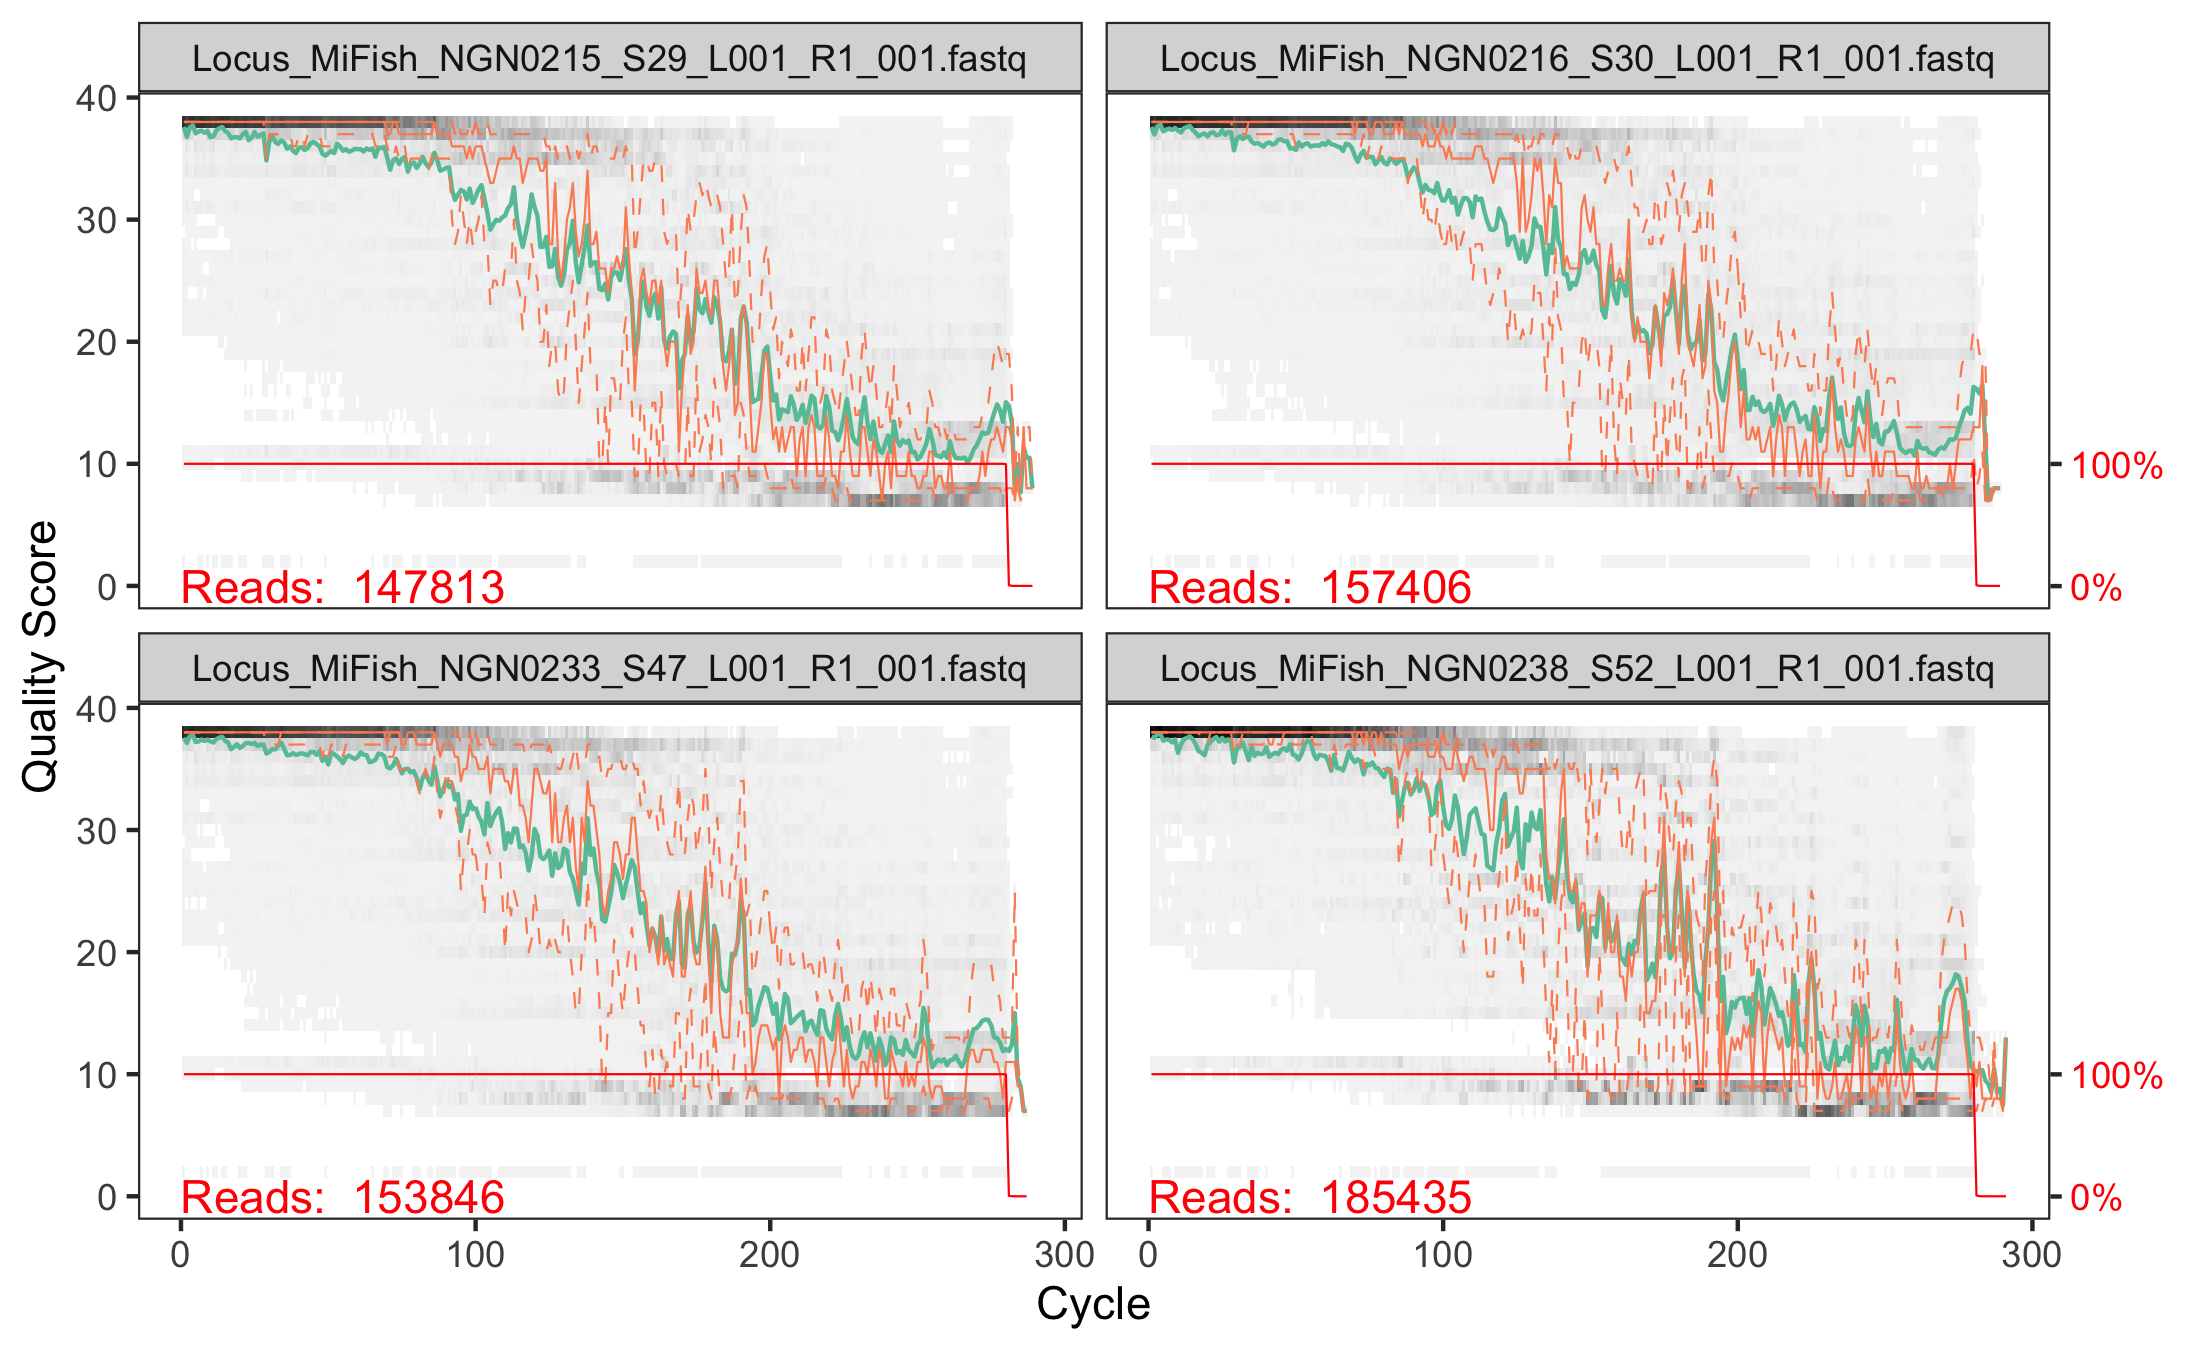 Locus_MiFish_NGN0215_S29_L001_R1_001.fastq
Locus_MiFish_NGN0216_S30_L001_R1_001.fastq
40
30
20
10
0
100%
0%
Reads: 147813
Reads: 157406
Quality Score
Locus_MiFish_NGN0233_S47_L001_R1_001.fastq
Locus_MiFish_NGN0238_S52_L001_R1_001.fastq
40
30
20
10
0
100%
0%
Reads: 153846
Reads: 185435
0 100 200 300
0 100 200 300
Cycle